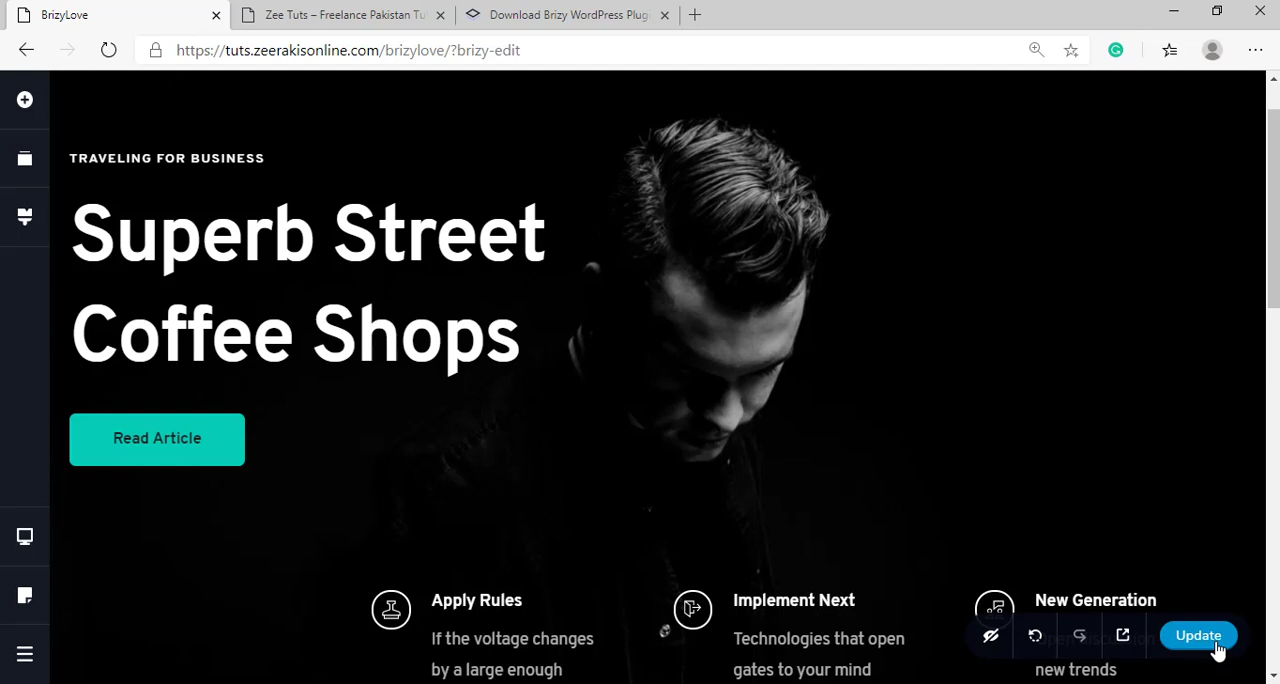 BrizyLove
Zee Tuts – Freelance Pakistan Tu
Download Brizy WordPress Plug
https://tuts.zeerakisonline.com/brizylove/?brizy-edit
TRAVELING FOR BUSINESS
Superb Street
Coffee Shops
Read Article
Apply Rules
If the voltage changes
by a large enough
Implement Next
Technologies that open
gates to your mind
New Generation
new trends
Update